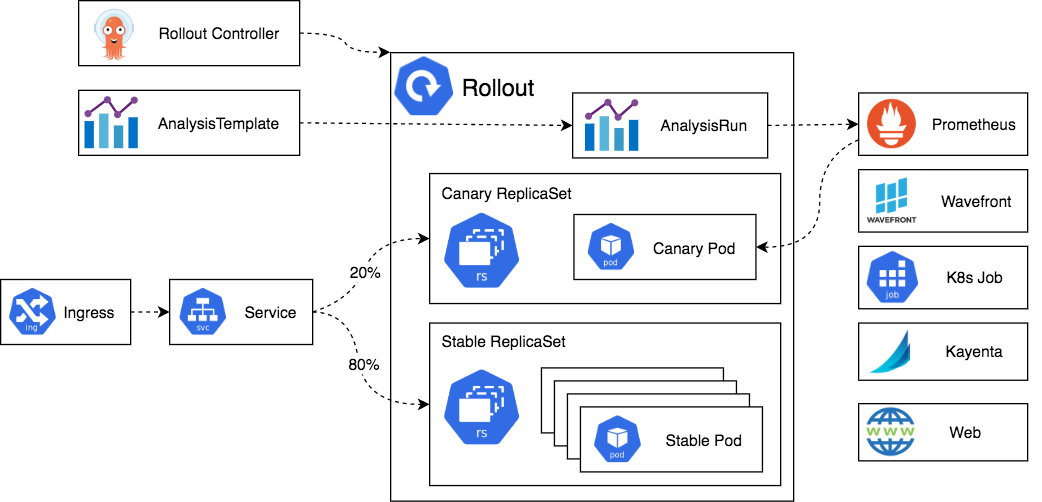 Rollout Controller
Rollout
AnalysisTemplate
AnalysisRun
Prometheus
Canary ReplicaSet
rs
pod
Canary Pod
Wavefront
WAVEFRONT
20%
job
K8s Job
ing
Ingress
svc
Service
Stable ReplicaSet
80%
rs
pod
Stable Pod
Kayenta
WWW
Web